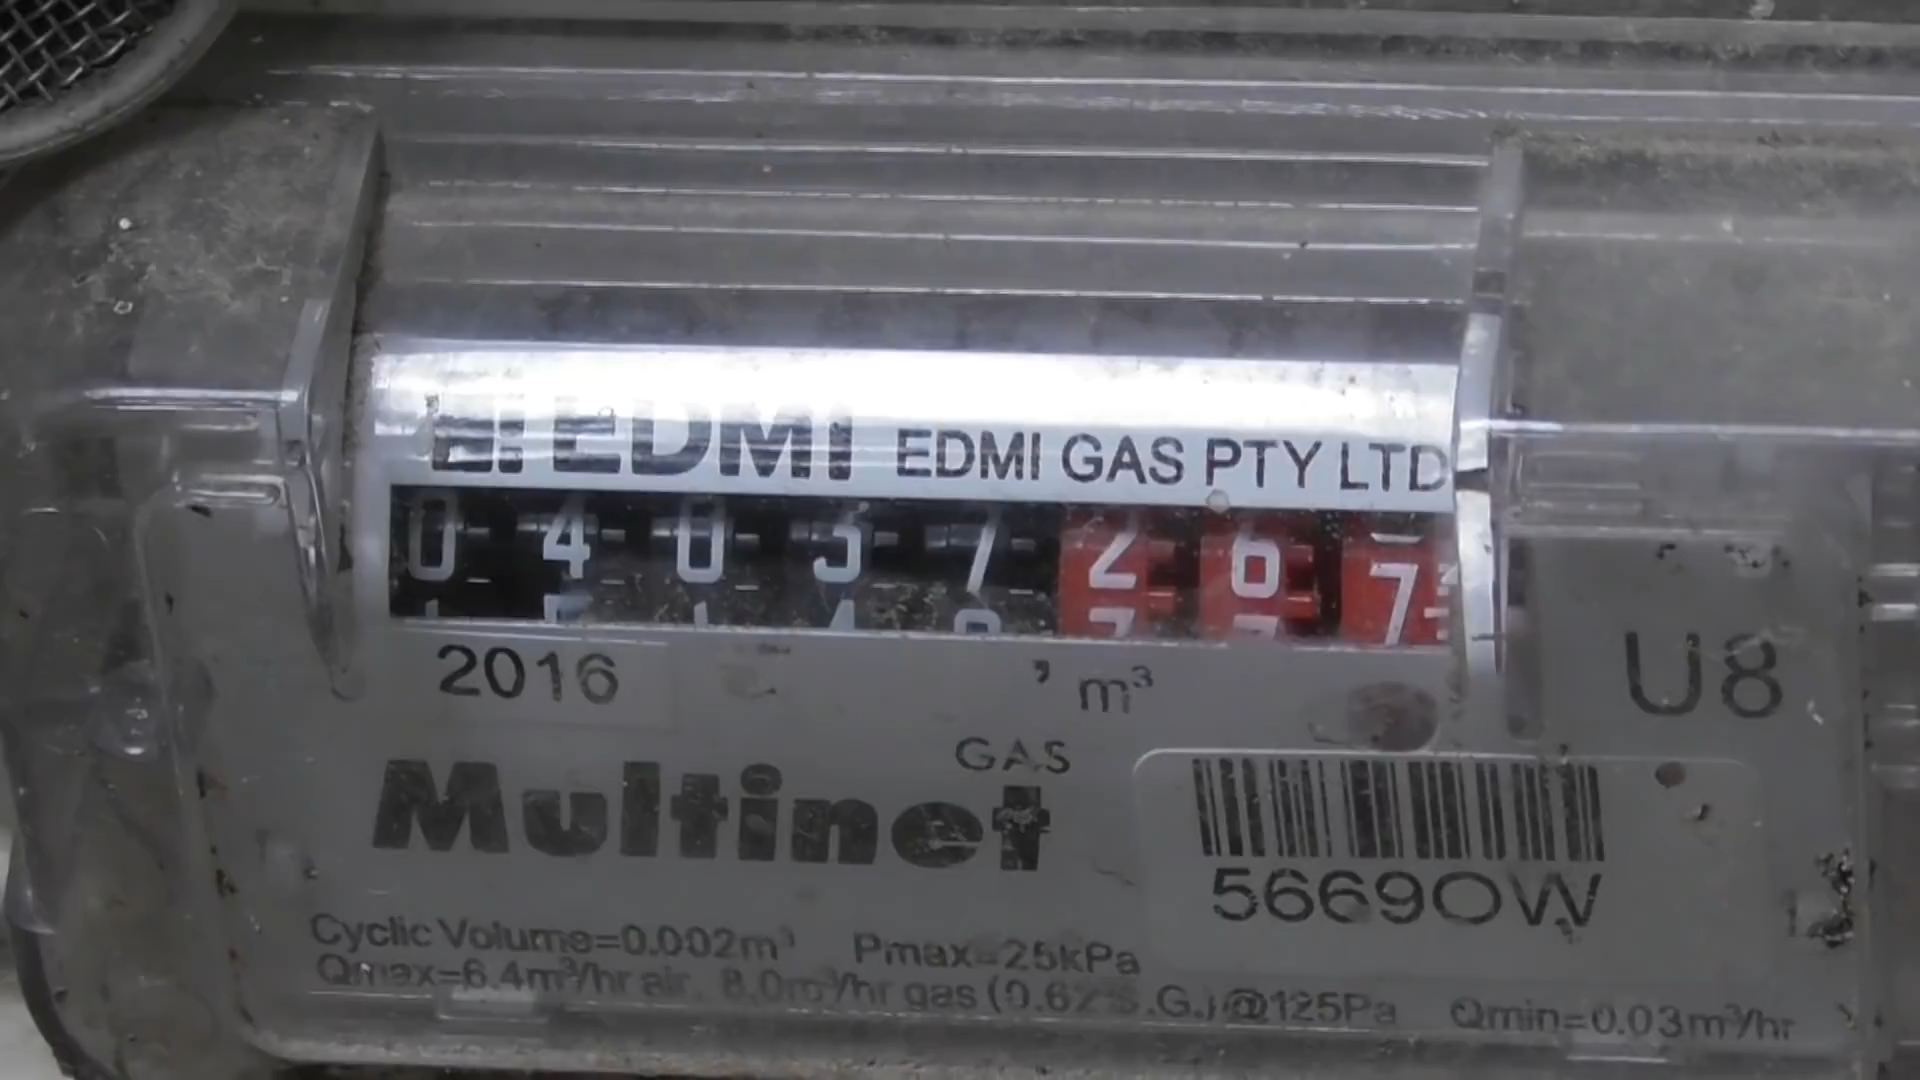 EDMI EDMI GAS PTY LTD
0 4 0 3 7 2 6 7
2016 , m³
U8
GAS
Multinet
5669OW
Cyclic Volume=0.002m³ Pmax=25kPa
Qmax=6.4m³/hr air, 8.0m³/hr gas (0.62 S.G.) @125Pa Qmin=0.03m³/hr